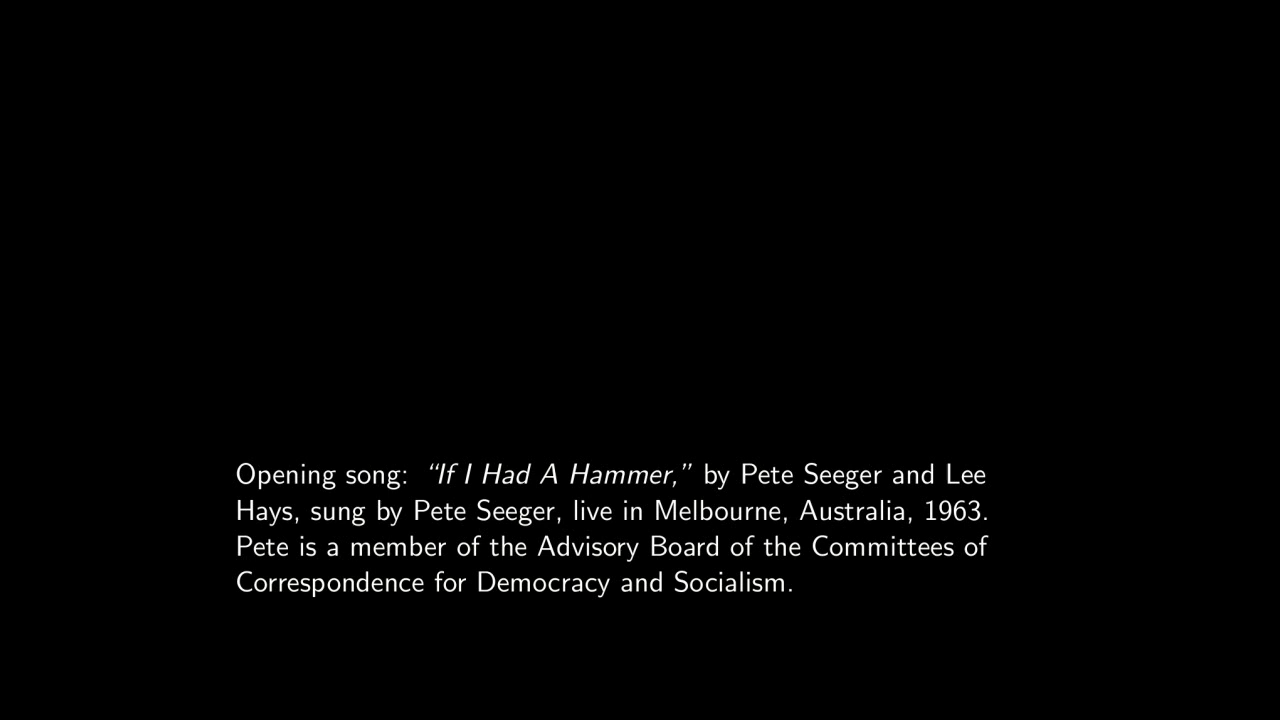 Opening song: “If I Had A Hammer,” by Pete Seeger and Lee
Hays, sung by Pete Seeger, live in Melbourne, Australia, 1963.
Pete is a member of the Advisory Board of the Committees of
Correspondence for Democracy and Socialism.